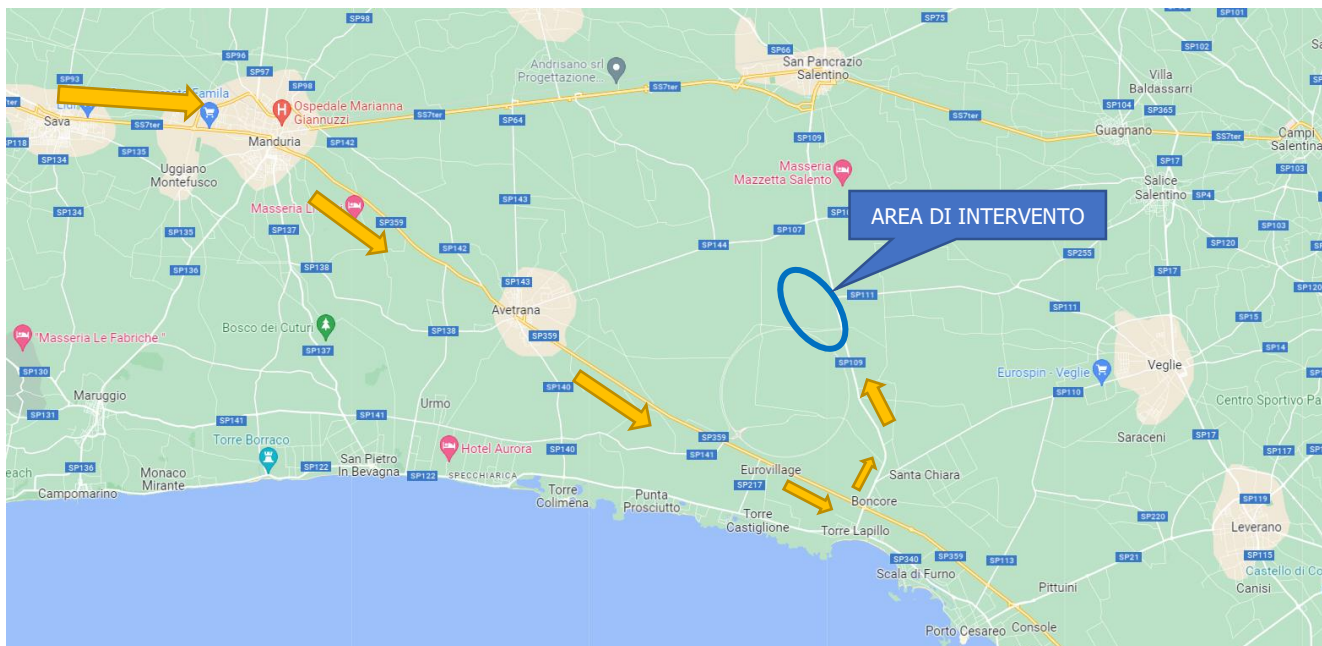 SP98
SP75
SP101
SP96
SP66
SP102
San Pancrazio
Salentino
Andrisano srl
Progettazione...
SP93
SP97
SP98
Villa
Baldassarri
SS7ter
Sava
SS7ter
Ospedale Marianna
Giannuzzi
SS7ter
SP64
SS7ter
SP104
SP365
Guagnano
SS7ter
Campi
Salentina
SP118
SP134
SP135
Manduria
SP142
SP109
SP17
SP103
Uggiano
Montefusco
Masseria
Mazzetta Salento
Salice
Salentino
SP4
SP134
SP143
SP359
AREA DI INTERVENTO
SP135
SP137
SP142
SP144
SP107
SP103
SP120
SP255
SP136
SP138
SP143
SP17
SP120
SP111
Avetrana
SP111
SP15
Bosco dei Cuturi
SP137
SP138
SP359
SP14
"Masseria Le Fabriche "
SP109
Veglie
SP130
Eurospin - Veglie
SP110
SP140
Maruggio
Urmo
Centro Sportivo Pa
SP131
SP141
SP141
Torre Borraco
Hotel Aurora
SP140
SP359
SP141
Saraceni
SP17
SP117
each
SP136
Monaco
Mirante
SP122
San Pietro
In Bevagna
SP122
SPECCHIARICA
Eurovillage
SP217
Santa Chiara
Campomarino
Torre
Colimena
Punta
Prosciutto
Boncore
SP119
Torre
Castiglione
Torre Lapillo
SP220
Leverano
SP340
SP359
SP113
SP21
SP115
Scala di Furno
Castello di Co
Pittuini
Canisi
Porto Cesareo
Console